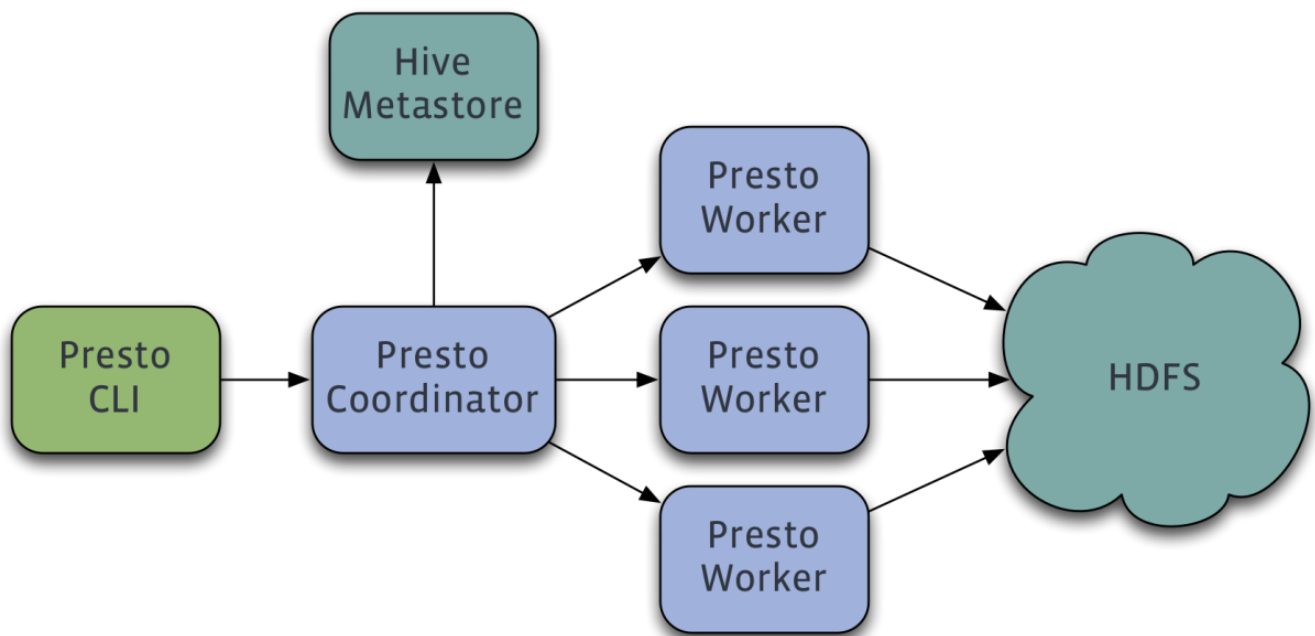 Hive
Metastore
Presto
Worker
Presto
CLI
Presto
Coordinator
Presto
Worker
HDFS
Presto
Worker